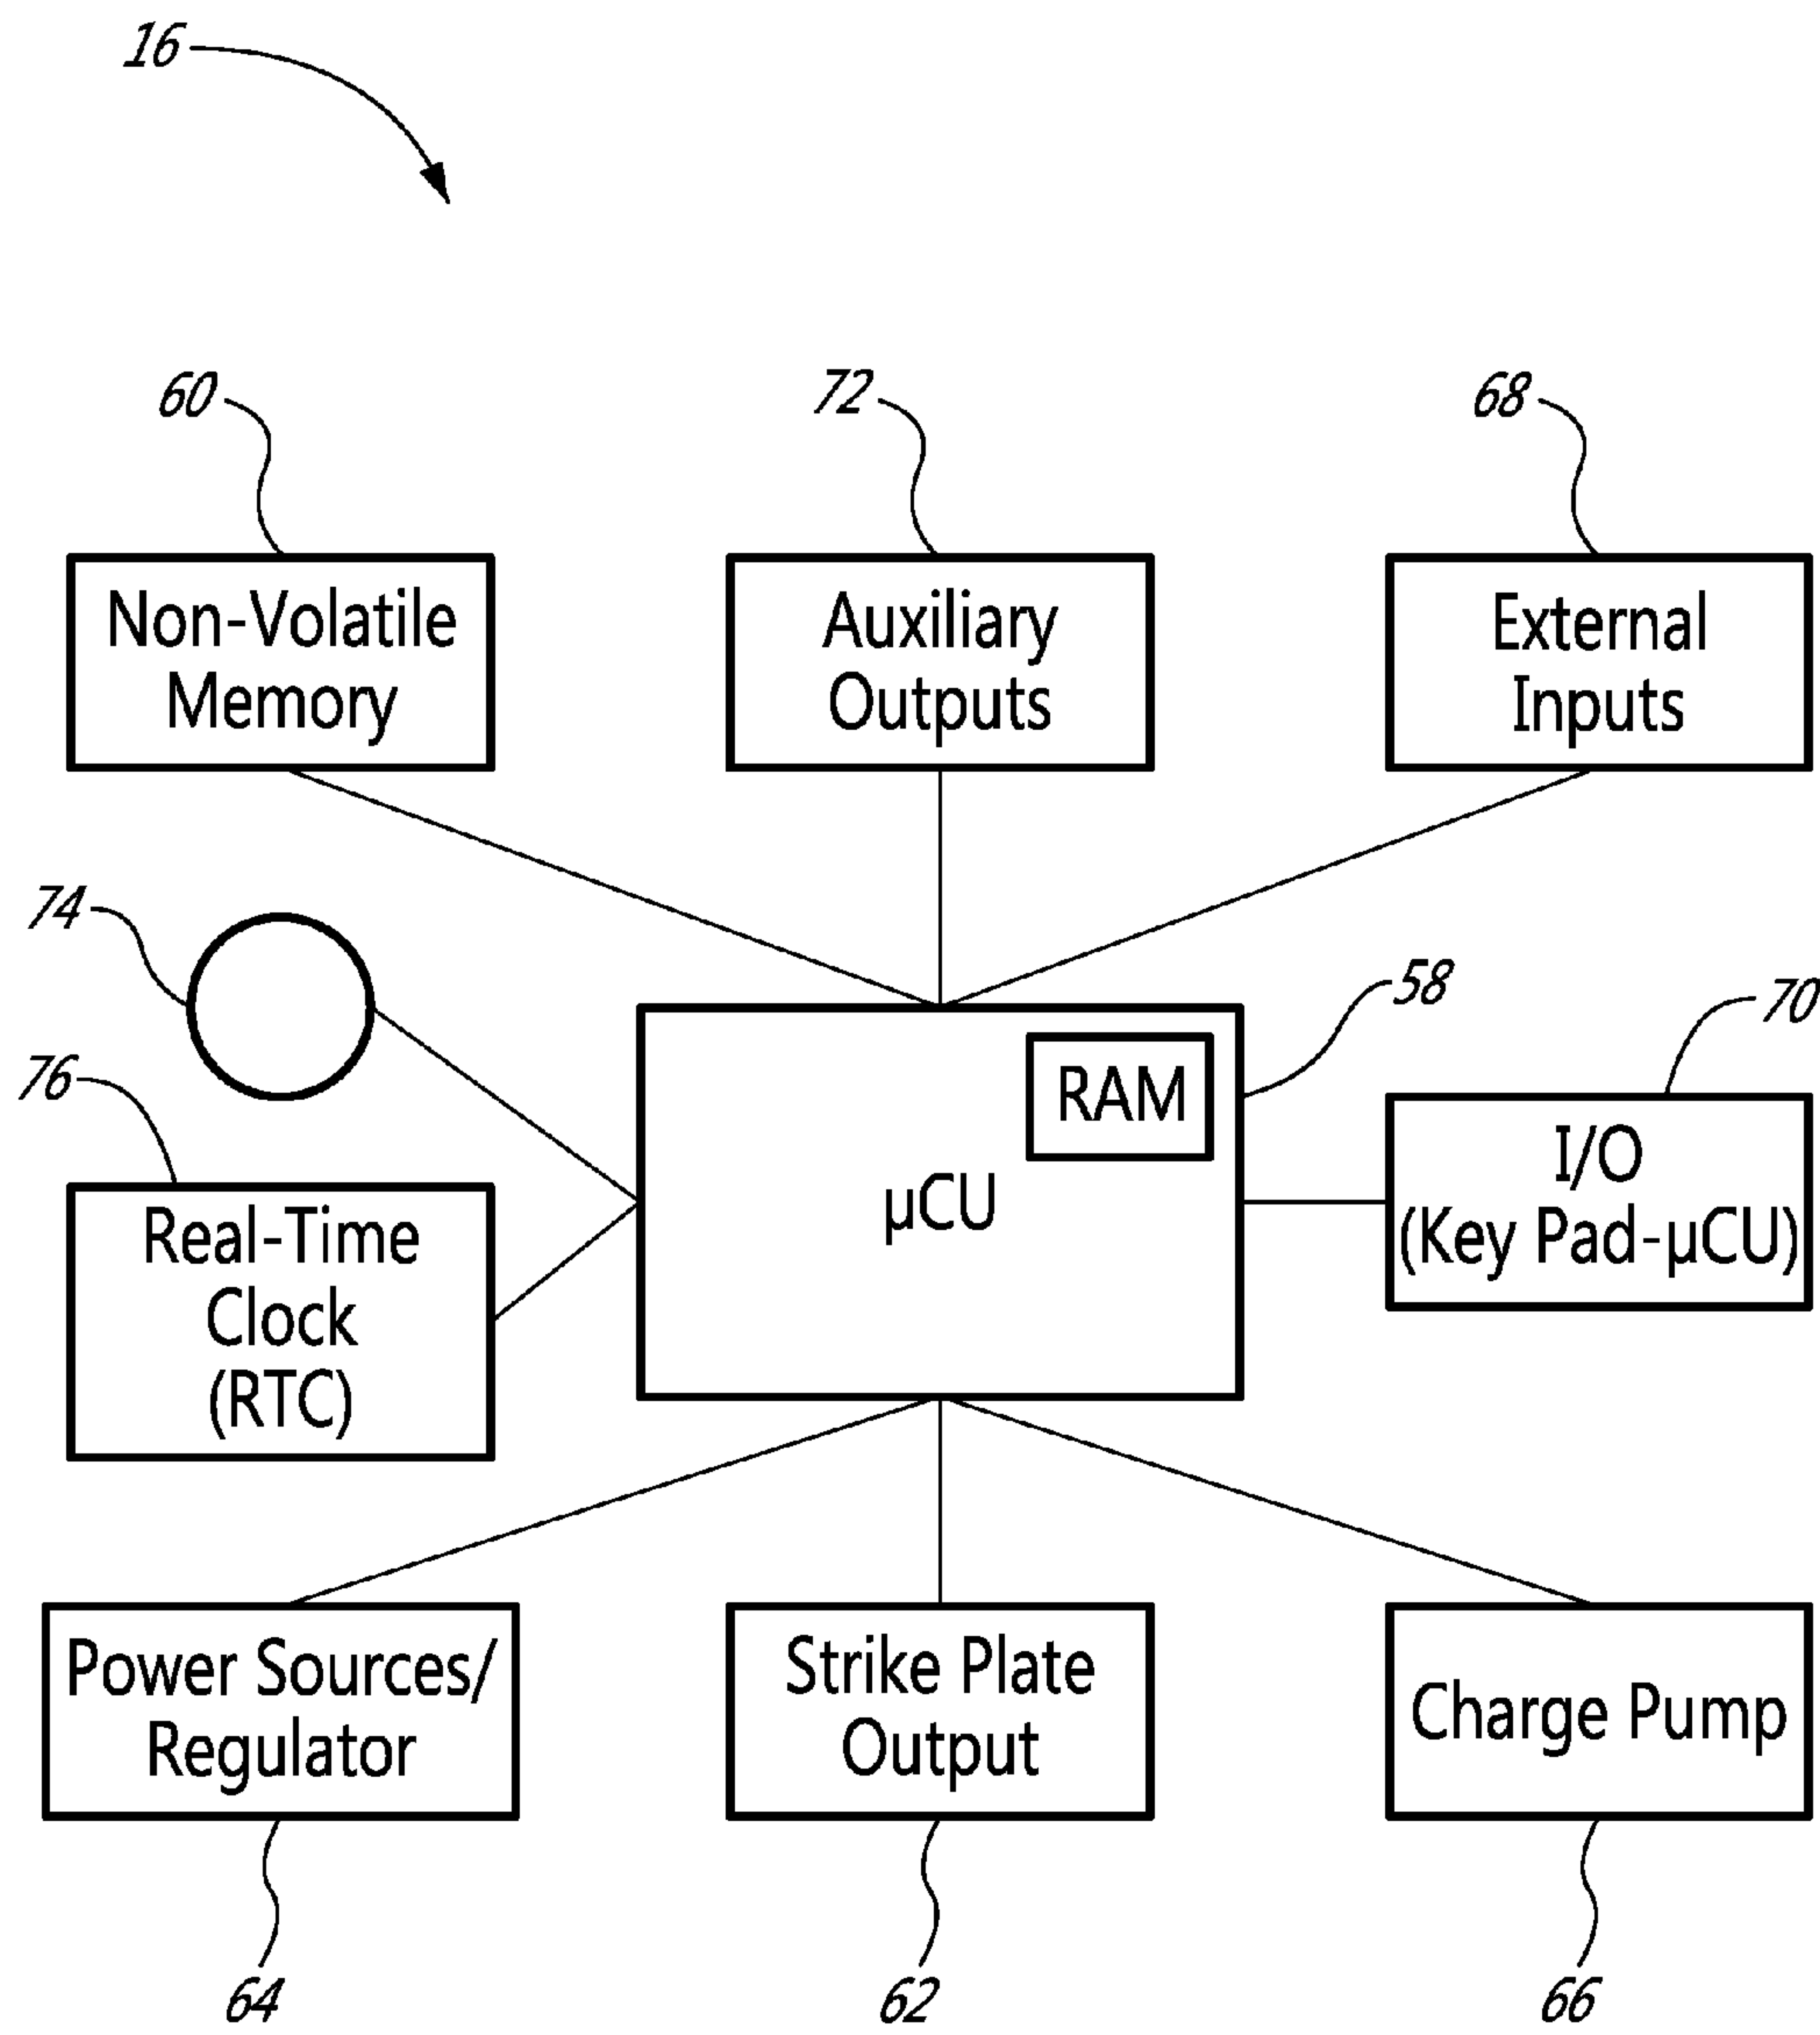 16
60
72
68
Non-Volatile
Memory
Auxiliary
Outputs
External
Inputs
74
58
70
76
RAM
µCU
I/O
(Key Pad-µCU)
Real-Time
Clock
(RTC)
Power Sources/
Regulator
Strike Plate
Output
Charge Pump
64
62
66